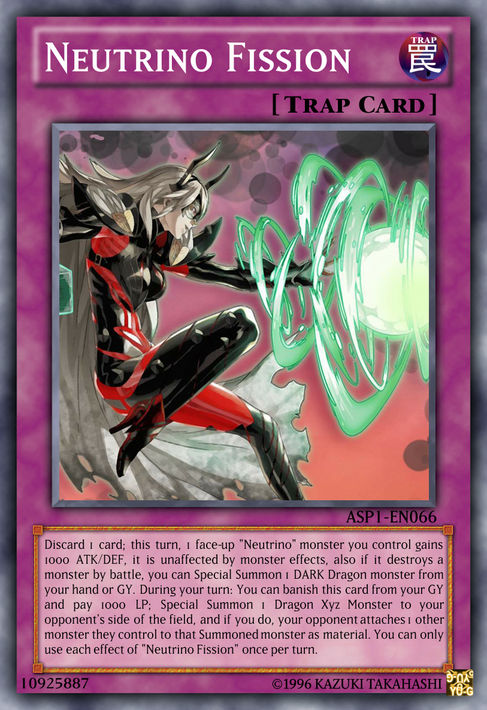 NEUTRINO FISSION
TRAP
罠
[TRAP CARD]
ASP1-EN066
Discard 1 card; this turn, 1 face-up "Neutrino" monster you control gains
1000 ATK/DEF, it is unaffected by monster effects, also if it destroys a
monster by battle, you can Special Summon 1 DARK Dragon monster from
your hand or GY. During your turn: You can banish this card from your GY
and pay 1000 LP; Special Summon 1 Dragon Xyz Monster to your
opponent's side of the field, and if you do, your opponent attaches 1 other
monster they control to that Summoned monster as material. You can only
use each effect of "Neutrino Fission" once per turn.
10925887
©1996 KAZUKI TAKAHASHI